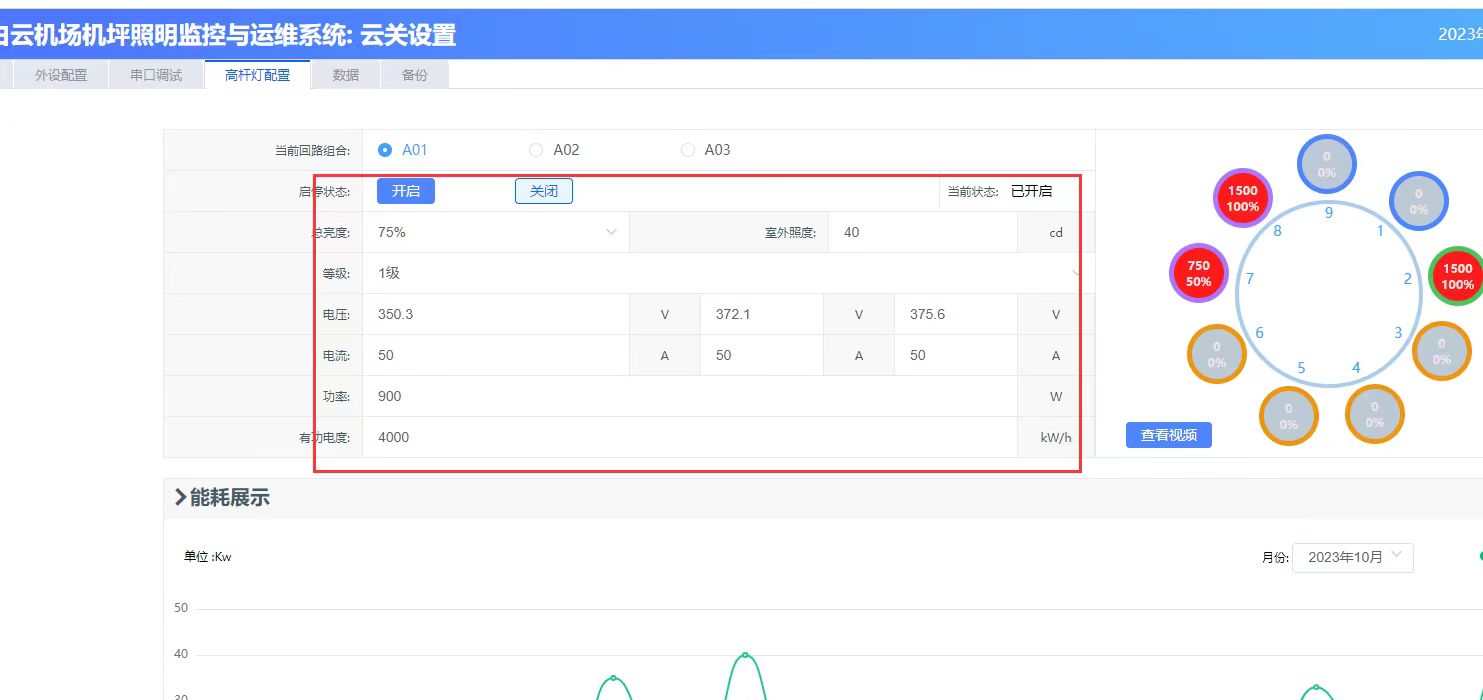 白云机场机坪照明监控与运维系统: 云关设置
2023年
外设配置 串口调试 高杆灯配置 数据 备份
当前回路组合: A01 A02 A03
启停状态: 开启 关闭 当前状态: 已开启
总亮度: 75% 室外照度: 40 cd
等级: 1级
电压: 350.3 V 372.1 V 375.6 V
电流: 50 A 50 A 50 A
功率: 900 W
有功电度: 4000 kW/h
0
0%
9
0
0%
1
1500
100%
2
0
0%
3
0
0%
4
0
0%
5
0
0%
6
750
50%
7
1500
100%
8
查看视频
能耗展示
单位 :Kw
月份: 2023年10月
50
40
30